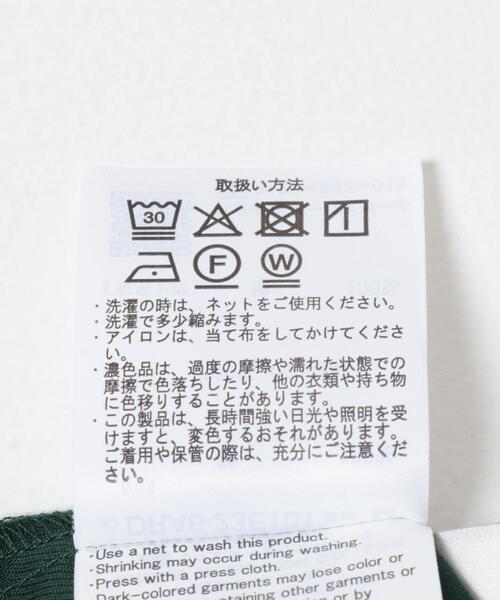 取扱い方法
30
F W
・洗濯の時は、ネットをご使用ください。
・洗濯で多少縮みます。
・アイロンは、当て布をしてかけてくださ
い。
・濃色品は、過度の摩擦や濡れた状態での
摩擦で色落ちしたり、他の衣類や持ち物
に色移りすることがあります。
・この製品は、長時間強い日光や照明を受
けますと、変色するおそれがあります。
ご着用や保管の際は、充分にご注意くだ
さい。
・Use a net to wash this product.
・Shrinking may occur during washing.
・Press with a press cloth.
・Dark-colored garments may lose color or
staining other garments or